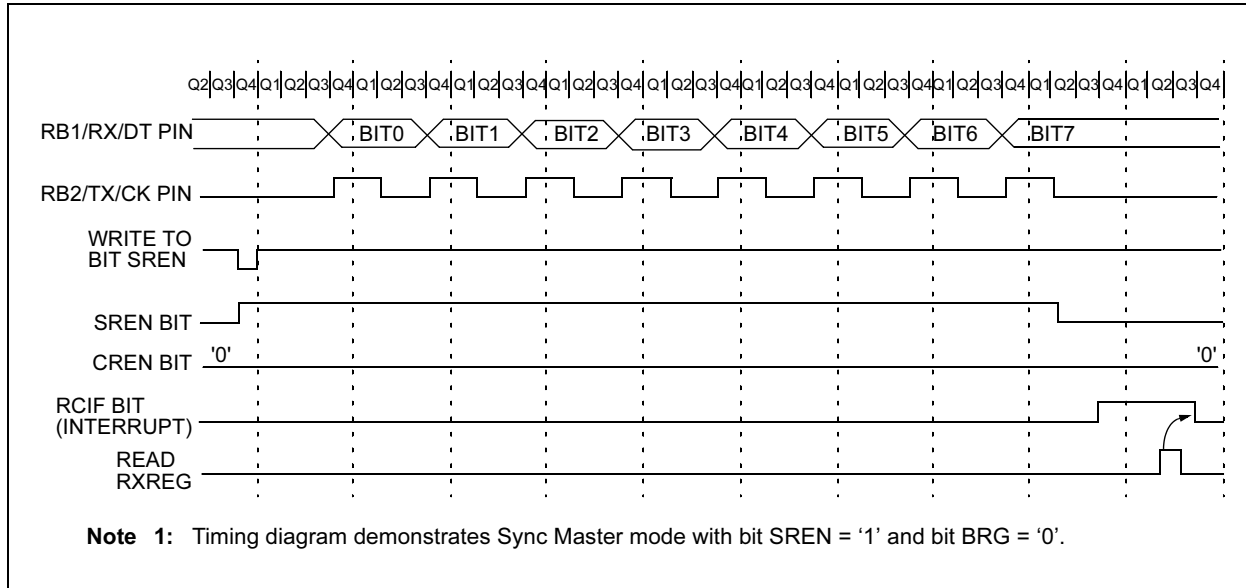 Q2 Q3 Q4 Q1 Q2 Q3 Q4 Q1 Q2 Q3 Q4 Q1 Q2 Q3 Q4 Q1 Q2 Q3 Q4 Q1 Q2 Q3 Q4 Q1 Q2 Q3 Q4 Q1 Q2 Q3 Q4 Q1 Q2 Q3 Q4 Q1 Q2 Q3 Q4 Q1 Q2 Q3 Q4
RB1/RX/DT PIN BIT0 BIT1 BIT2 BIT3 BIT4 BIT5 BIT6 BIT7
RB2/TX/CK PIN
WRITE TO
BIT SREN
SREN BIT
CREN BIT '0' '0'
RCIF BIT
(INTERRUPT)
READ
RXREG
Note 1: Timing diagram demonstrates Sync Master mode with bit SREN = ‘1’ and bit BRG = ‘0’.